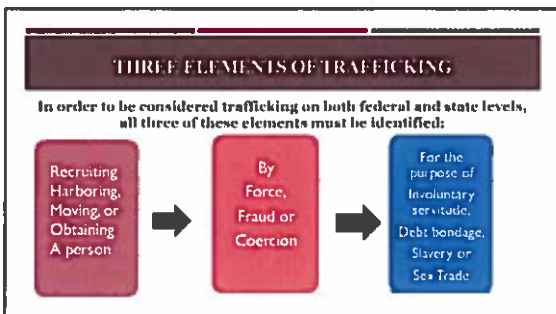 THREE ELEMENTS OF TRAFFICKING
In order to be considered trafficking on both federal and state levels,
all three of these elements must be identified:
Recruiting
Harboring,
Moving, or
Obtaining
A person
By
Force,
Fraud or
Coercion
For the
purpose of
Involuntary
servitude,
Debt bondage,
Slavery or
Sex Trade